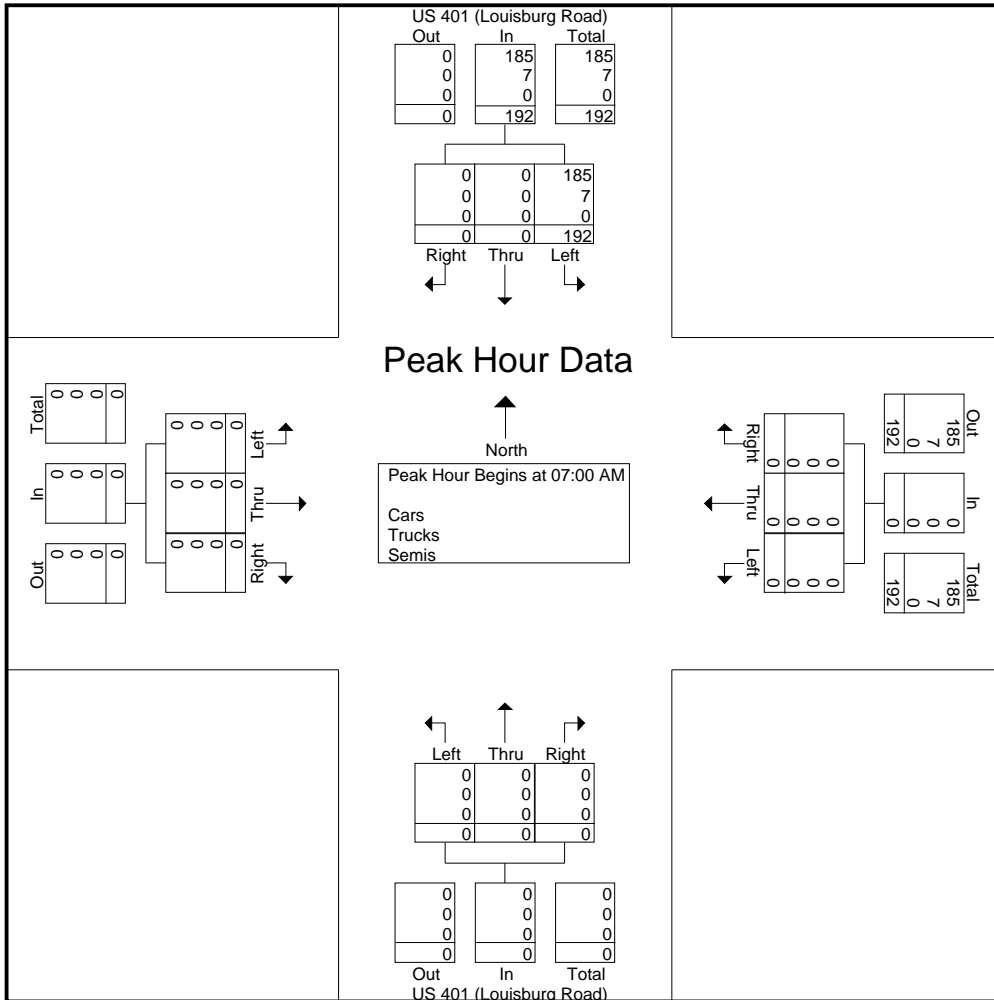 US 401 (Louisburg Road)
Out In Total
0 185 185
0 7 7
0 0 0
0 192 192
0 0 185
0 0 7
0 0 0
0 0 192
Right Thru Left
Peak Hour Data
North
Peak Hour Begins at 07:00 AM
Cars
Trucks
Semis
Total
0 0 0 0
In
0 0 0 0
Out
0 0 0 0
Left
0 0 0 0
Thru
0 0 0 0
Right
0 0 0 0
Right
0 0 0 0
Thru
0 0 0 0
Left
0 0 0 0
Out
185 7 0 192
In
0 0 0 0
Total
185 7 0 192
Left Thru Right
0 0 0
0 0 0
0 0 0
0 0 0
0 0 0
0 0 0
0 0 0
0 0 0
Out In Total
US 401 (Louisburg Road)